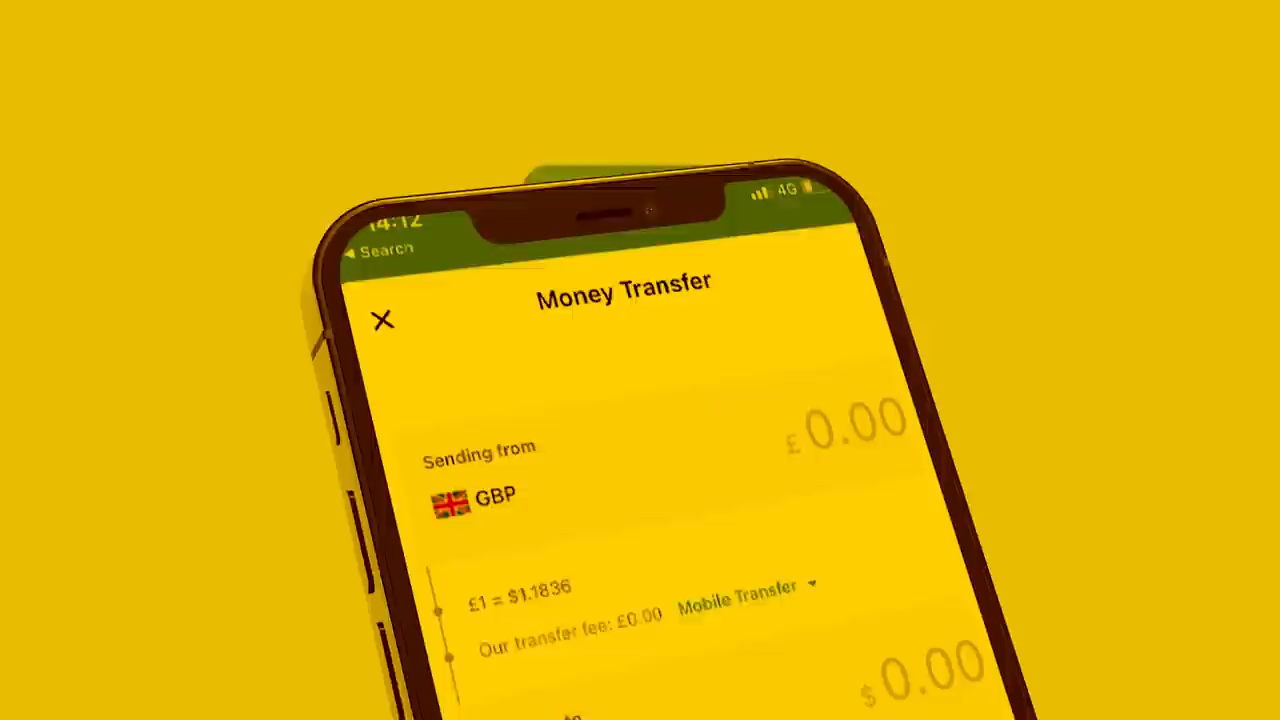 14:12
4G
◀ Search
Money Transfer
£0.00
Sending from
GBP
£1 = $1.1836
Our transfer fee: £0.00 Mobile Transfer
$0.00